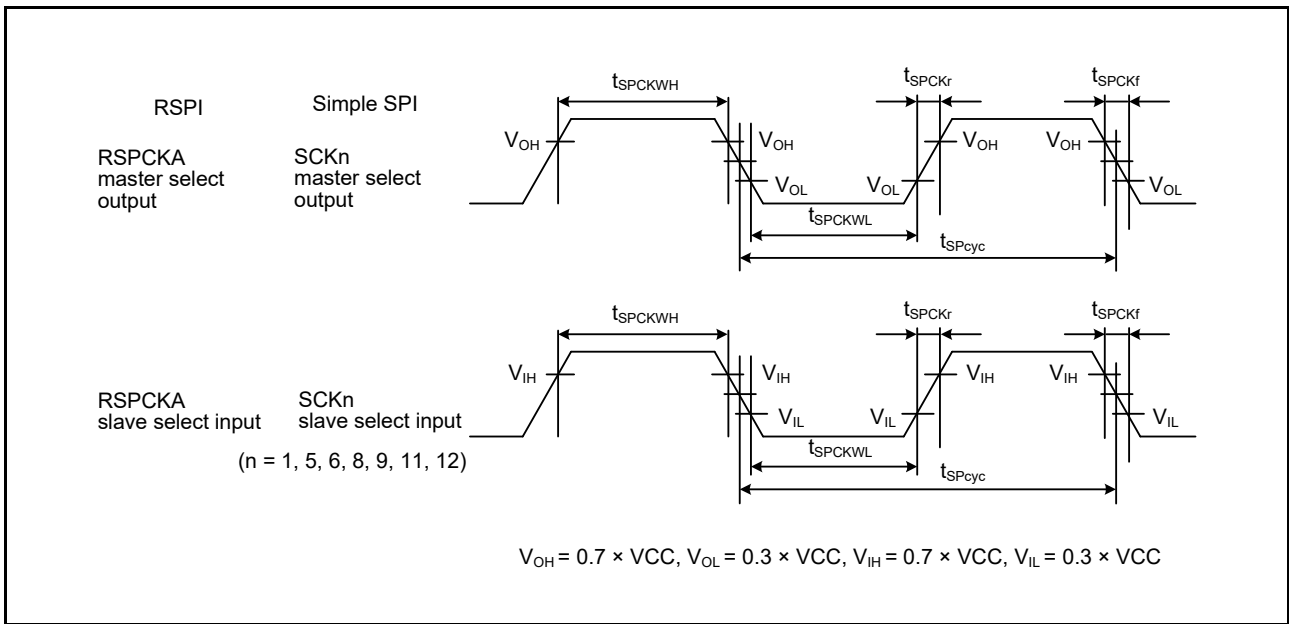 RSPI Simple SPI
tSPCKWH tSPCKr tSPCKf
RSPCKA
master select
output
SCKn
master select
output
VOH VOH VOH VOH
VOL VOL VOL
tSPCKWL
tSPcyc
tSPCKWH tSPCKr tSPCKf
RSPCKA
slave select input
SCKn
slave select input
(n = 1, 5, 6, 8, 9, 11, 12)
VIH VIH VIH VIH
VIL VIL VIL
tSPCKWL
tSPcyc
VOH = 0.7 × VCC, VOL = 0.3 × VCC, VIH = 0.7 × VCC, VIL = 0.3 × VCC